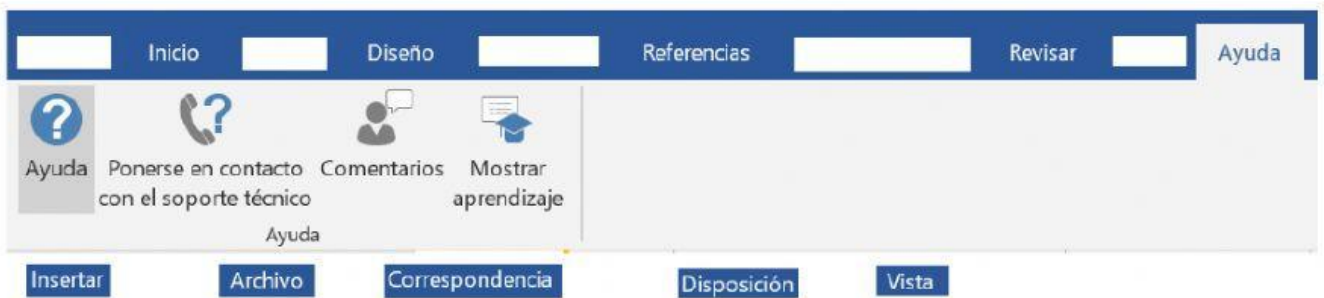 Inicio Diseño Referencias Revisar Ayuda
Ayuda Ponerse en contacto Comentarios Mostrar
con el soporte técnico aprendizaje
Ayuda
Insertar Archivo Correspondencia Disposición Vista